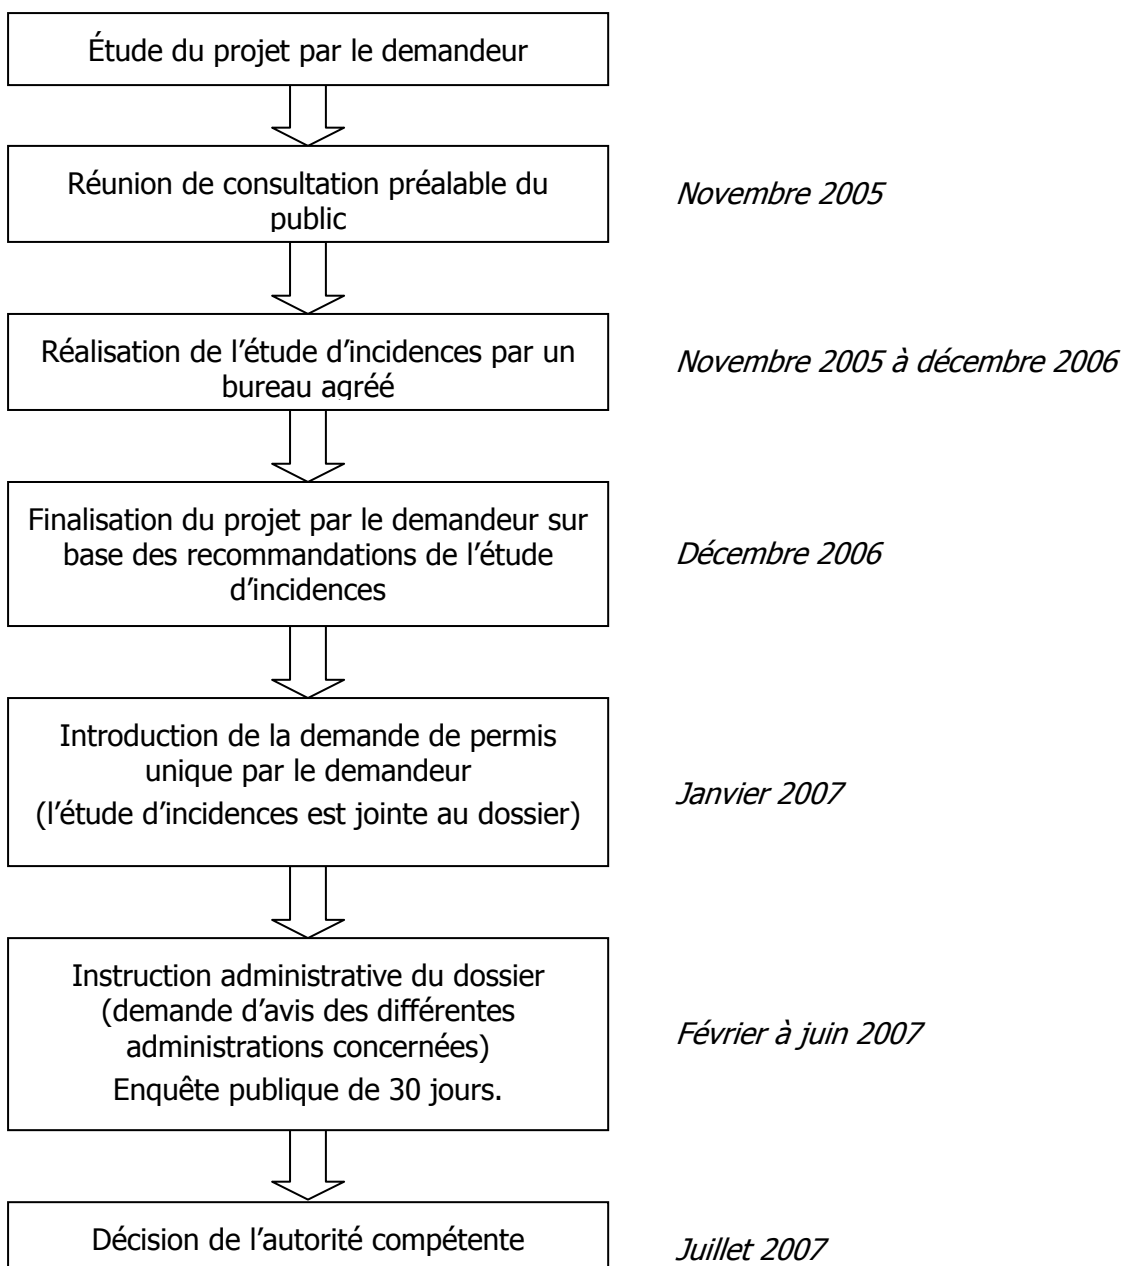 Étude du projet par le demandeur
Réunion de consultation préalable du
public
Novembre 2005
Réalisation de l’étude d’incidences par un
bureau agréé
Novembre 2005 à décembre 2006
Finalisation du projet par le demandeur sur
base des recommandations de l’étude
d’incidences
Décembre 2006
Introduction de la demande de permis
unique par le demandeur
(l’étude d’incidences est jointe au dossier)
Janvier 2007
Instruction administrative du dossier
(demande d’avis des différentes
administrations concernées)
Enquête publique de 30 jours.
Février à juin 2007
Décision de l’autorité compétente
Juillet 2007